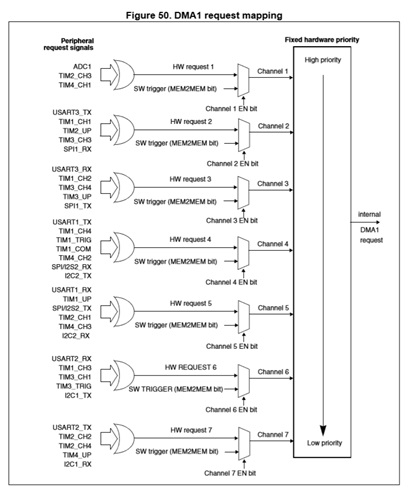 Figure 50. DMA1 request mapping
Peripheral
request signals
Fixed hardware priority
High priority
ADC1
TIM2_CH3
TIM4_CH1
HW request 1
SW trigger (MEM2MEM bit)
Channel 1
Channel 1 EN bit
USART3_TX
TIM1_CH1
TIM2_UP
TIM3_CH3
SPI1_RX
HW request 2
SW trigger (MEM2MEM bit)
Channel 2
Channel 2 EN bit
USART3_RX
TIM1_CH2
TIM3_CH4
TIM3_UP
SPI1_TX
HW request 3
SW trigger (MEM2MEM bit)
Channel 3
Channel 3 EN bit
internal
DMA1
request
USART1_TX
TIM1_CH4
TIM1_TRIG
TIM1_COM
TIM4_CH2
SPI/I2S2_RX
I2C2_TX
HW request 4
SW trigger (MEM2MEM bit)
Channel 4
Channel 4 EN bit
USART1_RX
TIM1_UP
SPI/I2S2_TX
TIM2_CH1
TIM4_CH3
I2C2_RX
HW request 5
SW trigger (MEM2MEM bit)
Channel 5
Channel 5 EN bit
USART2_RX
TIM1_CH3
TIM3_CH1
TIM3_TRIG
I2C1_TX
HW REQUEST 6
SW TRIGGER (MEM2MEM bit)
Channel 6
Channel 6 EN bit
USART2_TX
TIM2_CH2
TIM2_CH4
TIM4_UP
I2C1_RX
HW request 7
SW trigger (MEM2MEM bit)
Channel 7
Channel 7 EN bit
Low priority